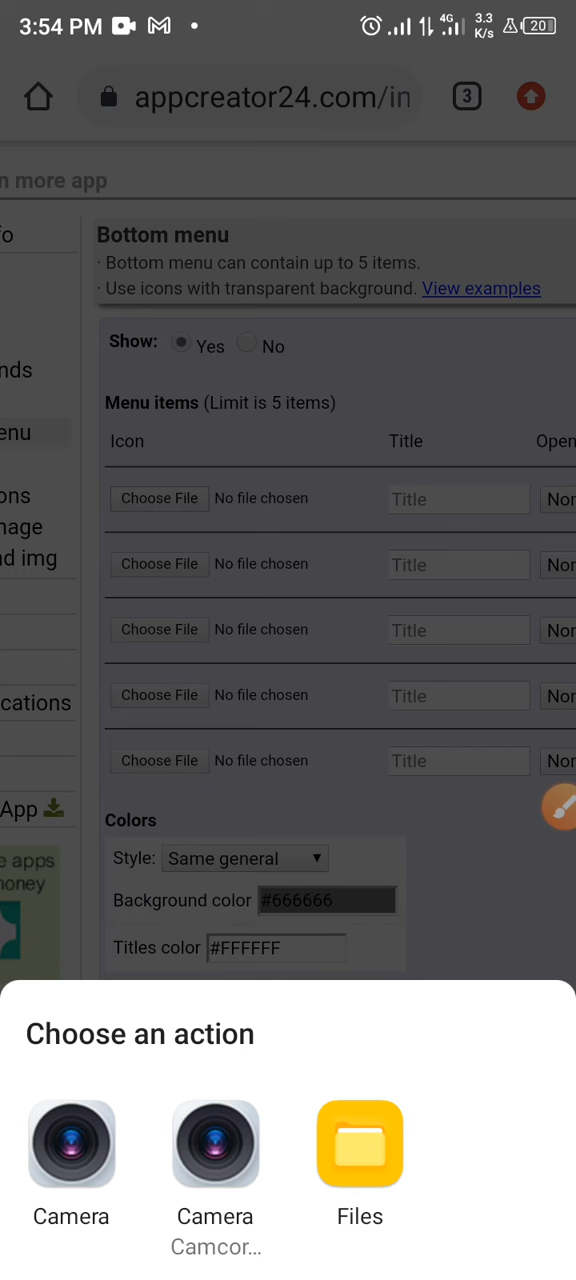 3:54 PM 4G 3.3 K/s 20
appcreator24.com/in 3
n more app
fo
nds
enu
ons
nage
nd img
cations
App
e apps
noney
Bottom menu
· Bottom menu can contain up to 5 items.
· Use icons with transparent background. View examples
Show: Yes No
Menu items (Limit is 5 items)
Icon Title Open
Choose File No file chosen Title Nor
Choose File No file chosen Title Nor
Choose File No file chosen Title Nor
Choose File No file chosen Title Nor
Choose File No file chosen Title Nor
Colors
Style: Same general
Background color #666666
Titles color #FFFFFF
Choose an action
Camera Camera Files
Camcor...